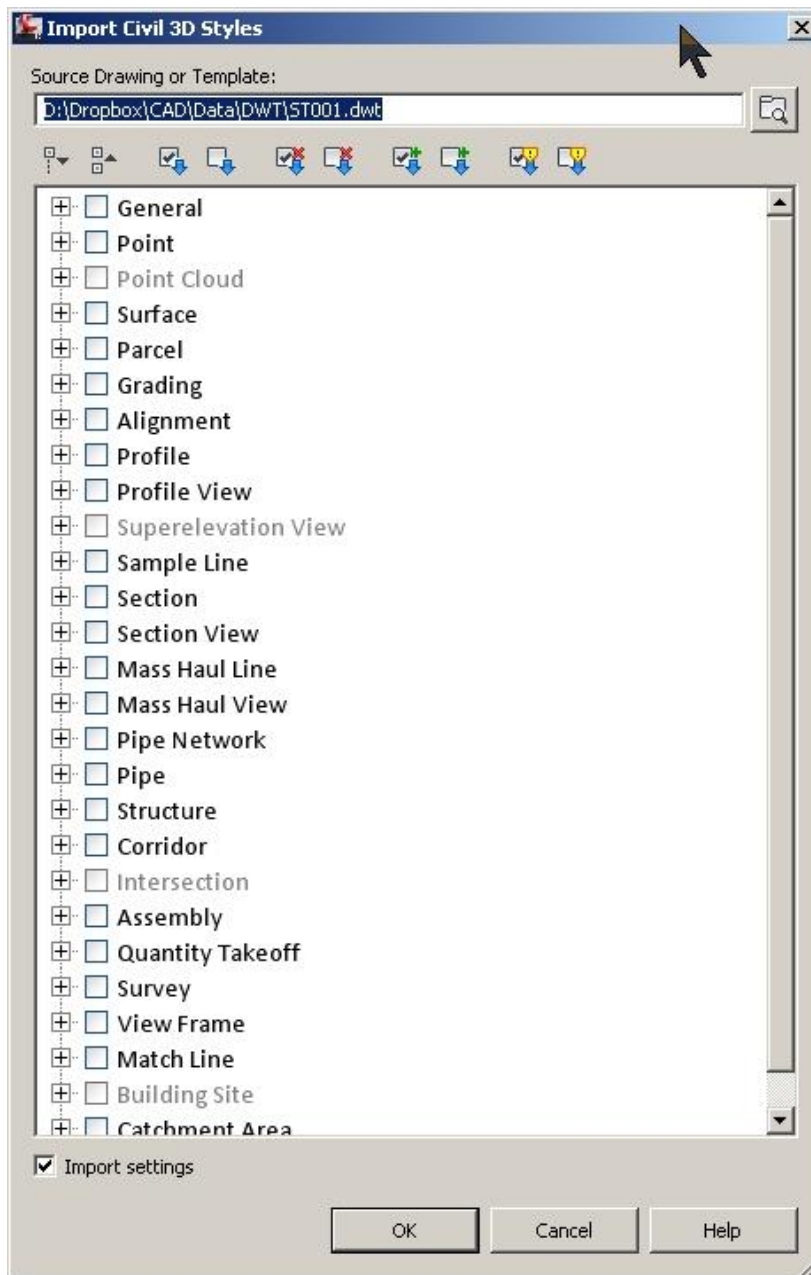 Import Civil 3D Styles
Source Drawing or Template:
D:\Dropbox\CAD\Data\DWT\ST001.dwt
General
Point
Point Cloud
Surface
Parcel
Grading
Alignment
Profile
Profile View
Superelevation View
Sample Line
Section
Section View
Mass Haul Line
Mass Haul View
Pipe Network
Pipe
Structure
Corridor
Intersection
Assembly
Quantity Takeoff
Survey
View Frame
Match Line
Building Site
Catchment Area
Import settings
OK Cancel Help